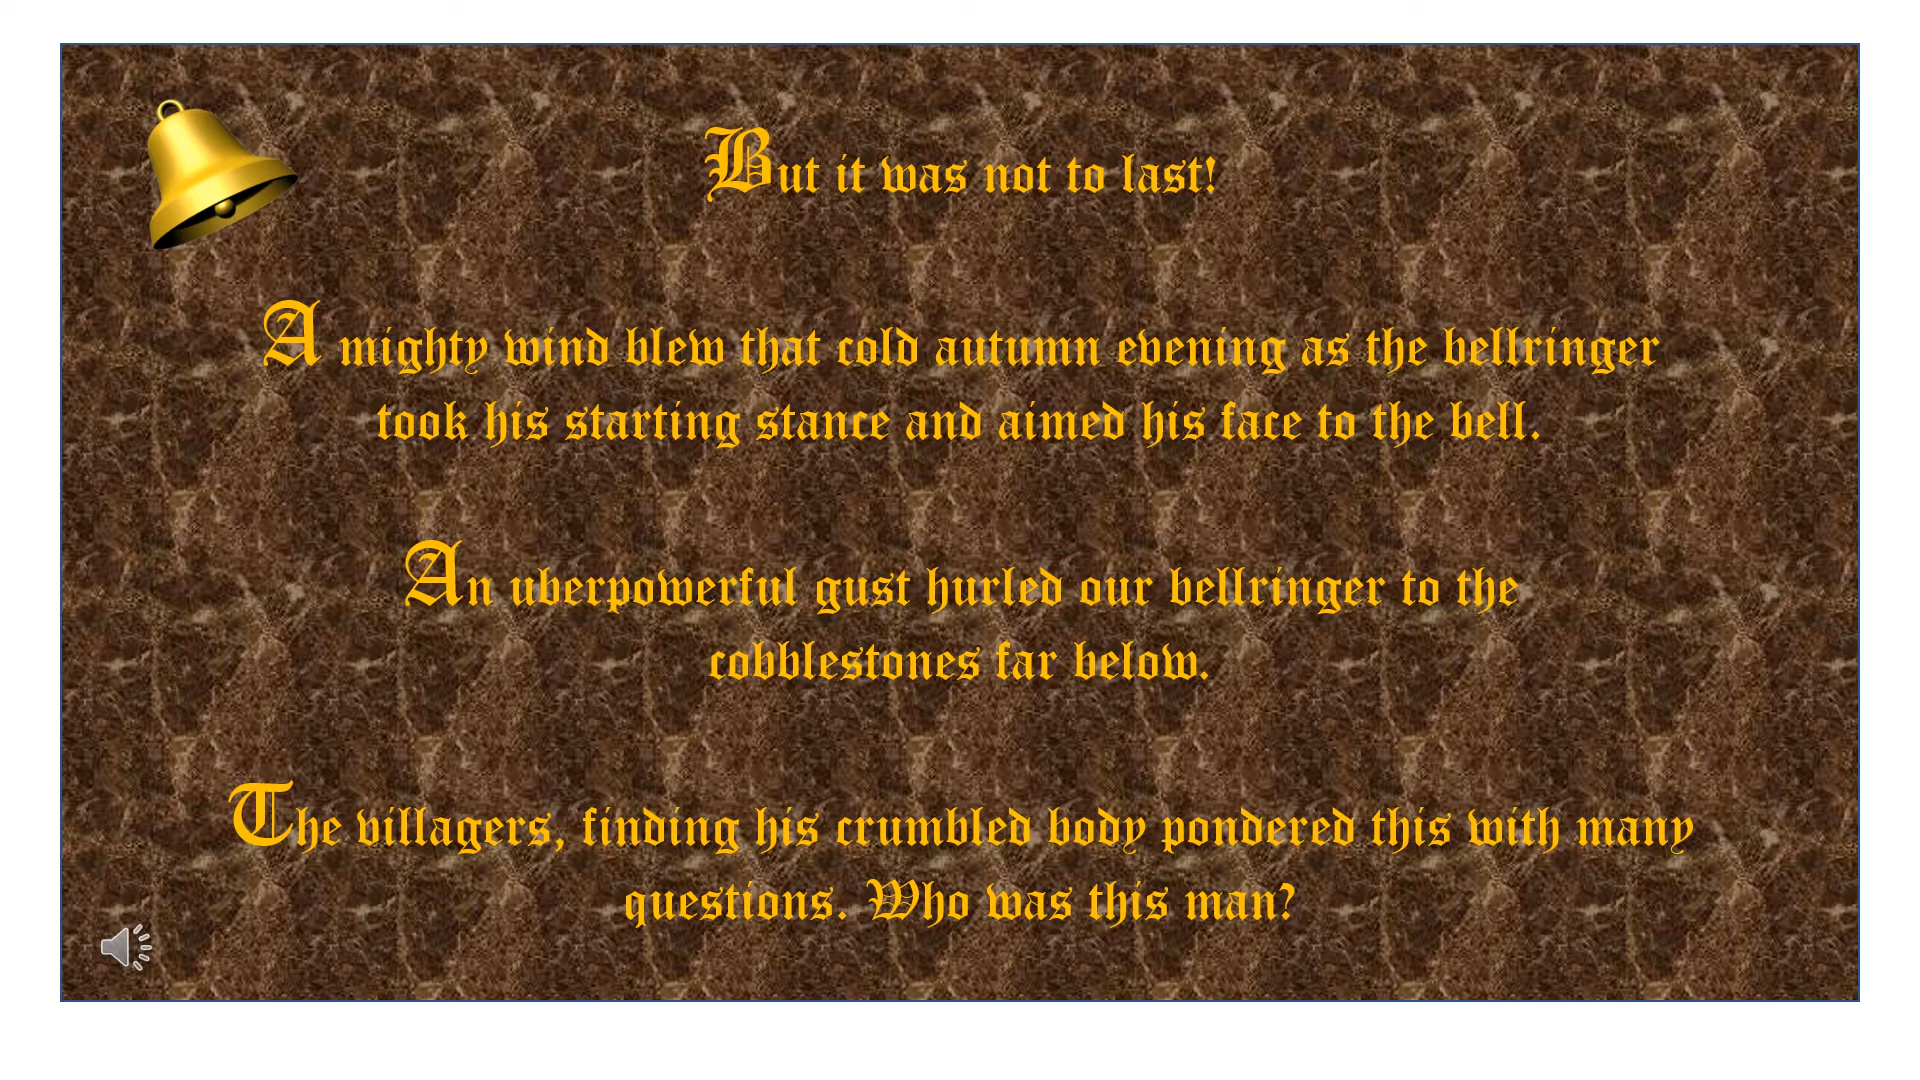 But it was not to last!
A mighty wind blew that cold autumn evening as the bellringer
took his starting stance and aimed his face to the bell.
An uberpowerful gust hurled our bellringer to the
cobblestones far below.
The villagers, finding his crumbled body pondered this with many
questions. Who was this man?